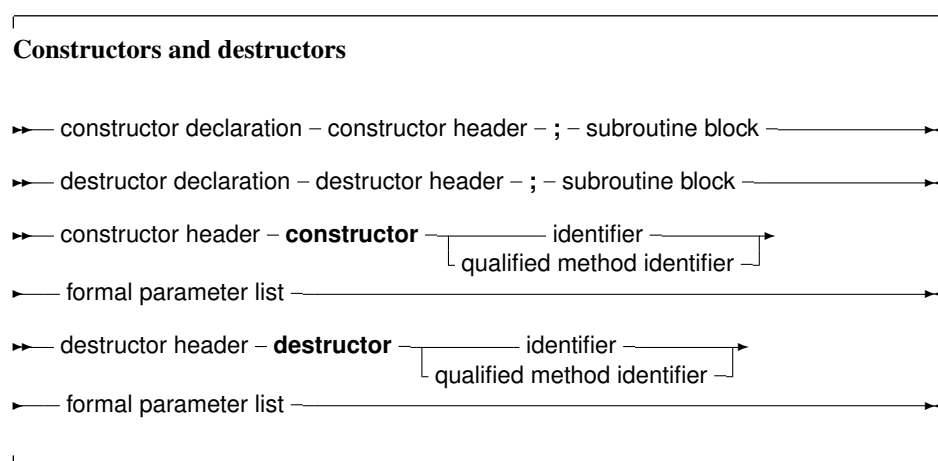 Constructors and destructors
constructor declaration constructor header ; subroutine block
destructor declaration destructor header ; subroutine block
constructor header constructor identifier
qualified method identifier
formal parameter list
destructor header destructor identifier
qualified method identifier
formal parameter list